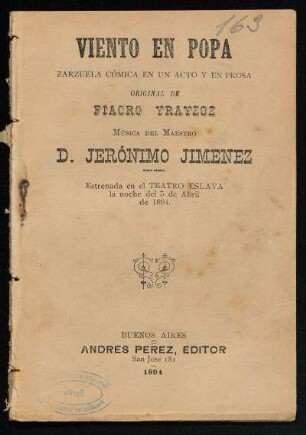 163
VIENTO EN POPA
ZARZUELA CÓMICA EN UN ACTO Y EN PROSA
ORIGINAL DE
FIACRO YRAYZOZ
MÚSICA DEL MAESTRO
D. JERÓNIMO JIMENEZ
Estrenada en el TEATRO ESLAVA
la noche del 5 de Abril
de 1894.
BUENOS AIRES
ANDRES PEREZ, EDITOR
San José 181
1894